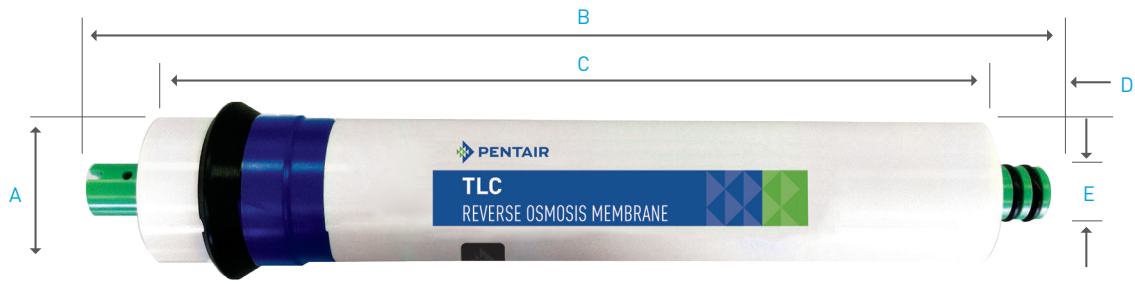 B
C
D
A
PENTAIR
TLC
REVERSE OSMOSIS MEMBRANE
E